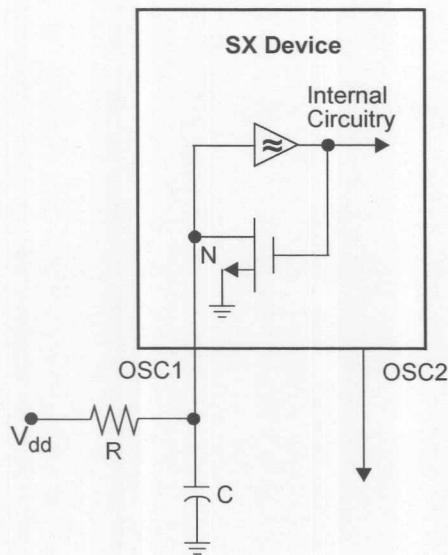 SX Device
Internal
Circuitry
≈
N
OSC1
OSC2
Vdd
R
C